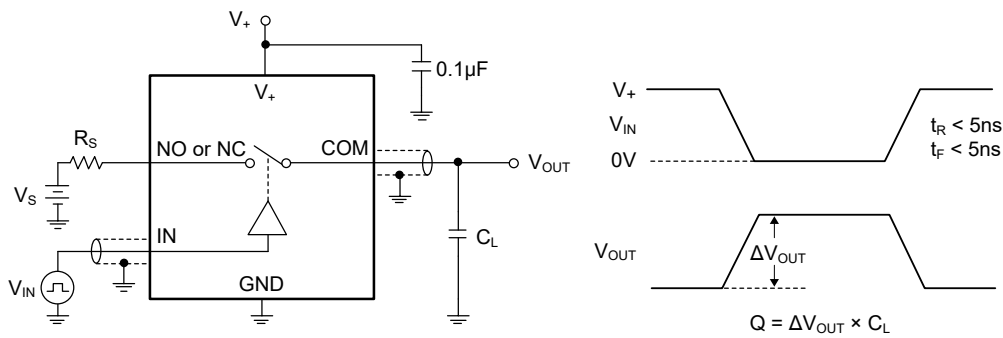 V+
0.1µF
V+
RS
NO or NC
COM
VOUT
VS
IN
CL
VIN
GND
V+
VIN
0V
tR < 5ns
tF < 5ns
VOUT
ΔVOUT
Q = ΔVOUT × CL